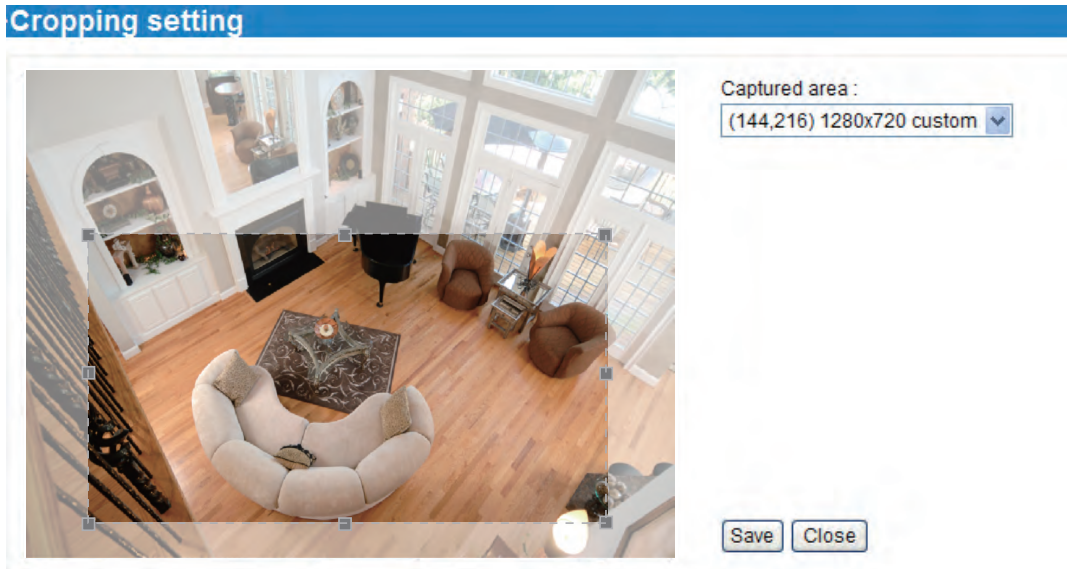 Cropping setting
Captured area :
(144,216) 1280x720 custom
Save
Close